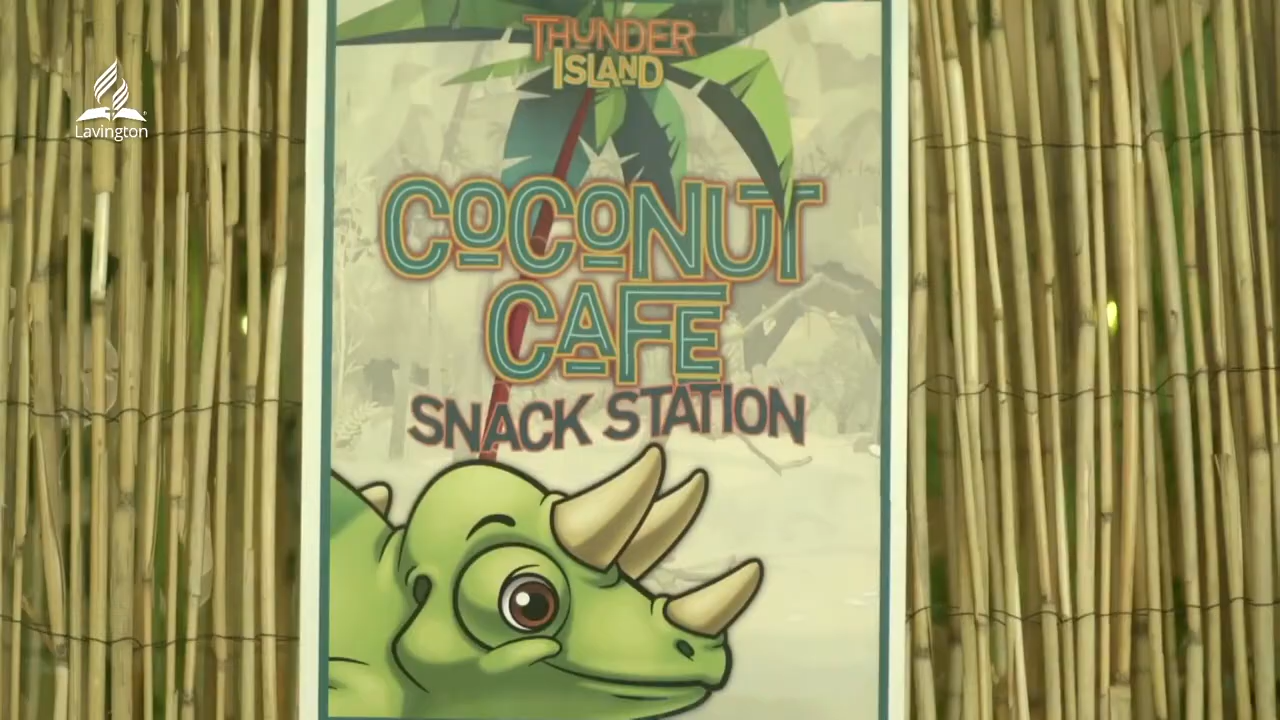 Lavington
THUNDER
ISLAND
COCONUT
CAFE
SNACK STATION